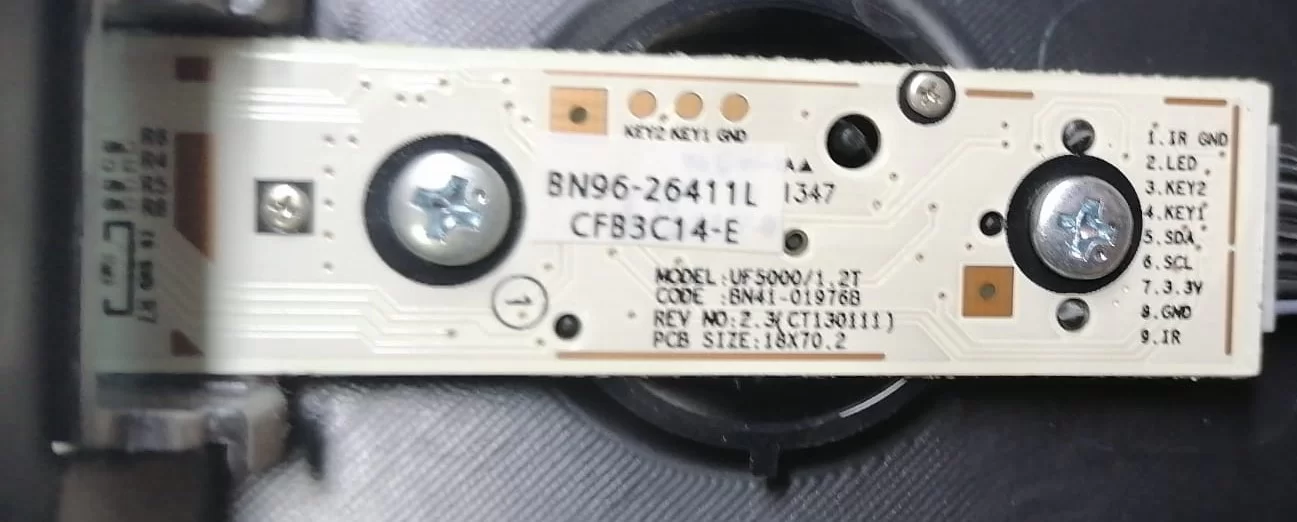 KEY2 KEY1 GND
BN96-26411L
CFB3C14-E
1347
MODEL:UF5000/1.2T
CODE :BN41-01976B
REV NO:2.3(CT130111)
PCB SIZE:18X70.2
1
1.IR GND
2.LED
3.KEY2
4.KEY1
5.SDA
6.SCL
7.3.3V
8.GND
9.IR